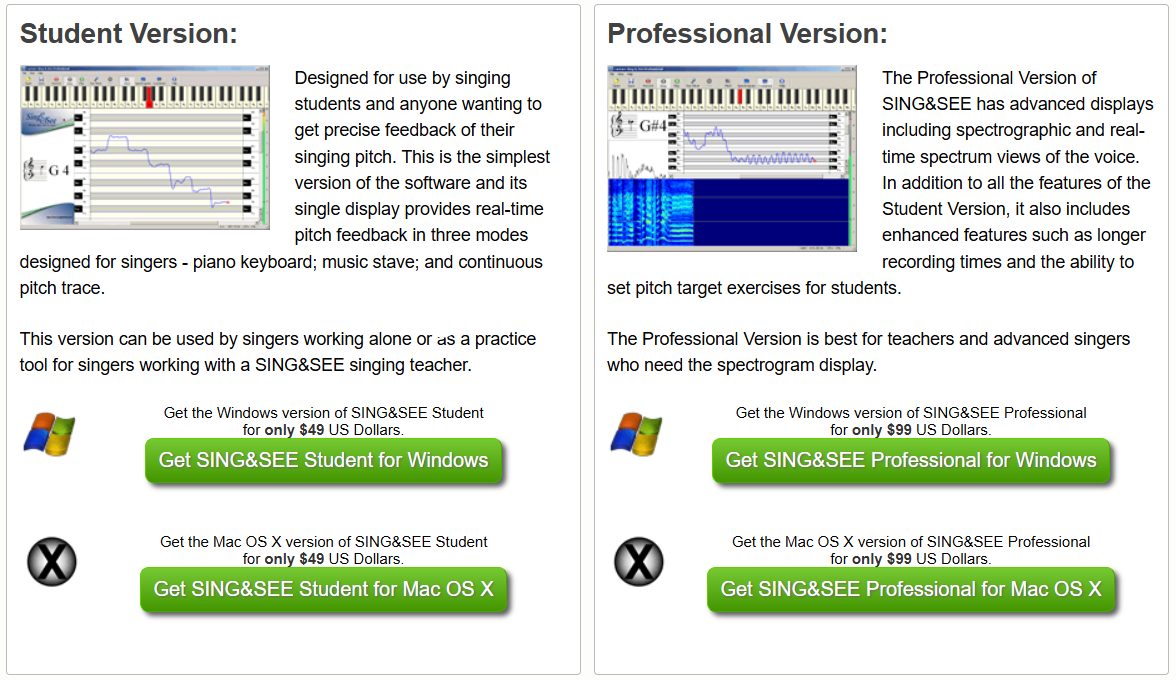 Student Version:
Sing&
See
G 4
Designed for use by singing
students and anyone wanting to
get precise feedback of their
singing pitch. This is the simplest
version of the software and its
single display provides real-time
pitch feedback in three modes
designed for singers - piano keyboard; music stave; and continuous
pitch trace.
This version can be used by singers working alone or as a practice
tool for singers working with a SING&SEE singing teacher.
Get the Windows version of SING&SEE Student
for only $49 US Dollars.
Get SING&SEE Student for Windows
X
Get the Mac OS X version of SING&SEE Student
for only $49 US Dollars.
Get SING&SEE Student for Mac OS X
Professional Version:
G#4
The Professional Version of
SING&SEE has advanced displays
including spectrographic and real-
time spectrum views of the voice.
In addition to all the features of the
Student Version, it also includes
enhanced features such as longer
recording times and the ability to
set pitch target exercises for students.
The Professional Version is best for teachers and advanced singers
who need the spectrogram display.
Get the Windows version of SING&SEE Professional
for only $99 US Dollars.
Get SING&SEE Professional for Windows
X
Get the Mac OS X version of SING&SEE Professional
for only $99 US Dollars.
Get SING&SEE Professional for Mac OS X